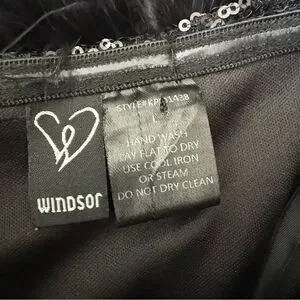 WINDSOR
L
HAND WASH
LAY FLAT TO DRY
USE COOL IRON
OR STEAM
DO NOT DRY CLEAN